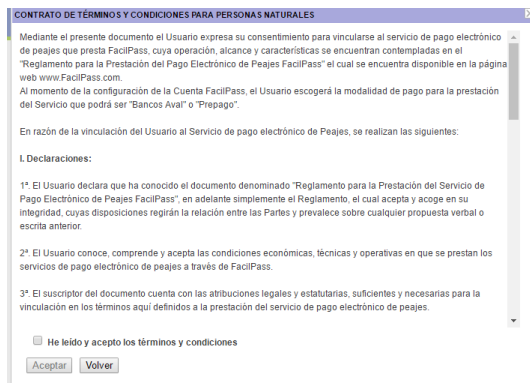 CONTRATO DE TÉRMINOS Y CONDICIONES PARA PERSONAS NATURALES
Mediante el presente documento el Usuario expresa su consentimiento para vincularse al servicio de pago electrónico
de peajes que presta FacilPass, cuya operación, alcance y características se encuentran contempladas en el
"Reglamento para la Prestación del Pago Electrónico de Peajes FacilPass" el cual se encuentra disponible en la página
web www.FacilPass.com.
Al momento de la configuración de la Cuenta FacilPass, el Usuario escogerá la modalidad de pago para la prestación
del Servicio que podrá ser "Bancos Aval" o "Prepago".
En razón de la vinculación del Usuario al Servicio de pago electrónico de Peajes, se realizan las siguientes:
I. Declaraciones:
1ª. El Usuario declara que ha conocido el documento denominado "Reglamento para la Prestación del Servicio de
Pago Electrónico de Peajes FacilPass", en adelante simplemente el Reglamento, el cual acepta y acoge en su
integridad, cuyas disposiciones regirán la relación entre las Partes y prevalece sobre cualquier propuesta verbal o
escrita anterior.
2ª. El Usuario conoce, comprende y acepta las condiciones económicas, técnicas y operativas en que se prestan los
servicios de pago electrónico de peajes a través de FacilPass.
3ª. El suscriptor del documento cuenta con las atribuciones legales y estatutarias, suficientes y necesarias para la
vinculación en los términos aquí definidos a la prestación del servicio de pago electrónico de peajes.
He leído y acepto los términos y condiciones
Aceptar Volver